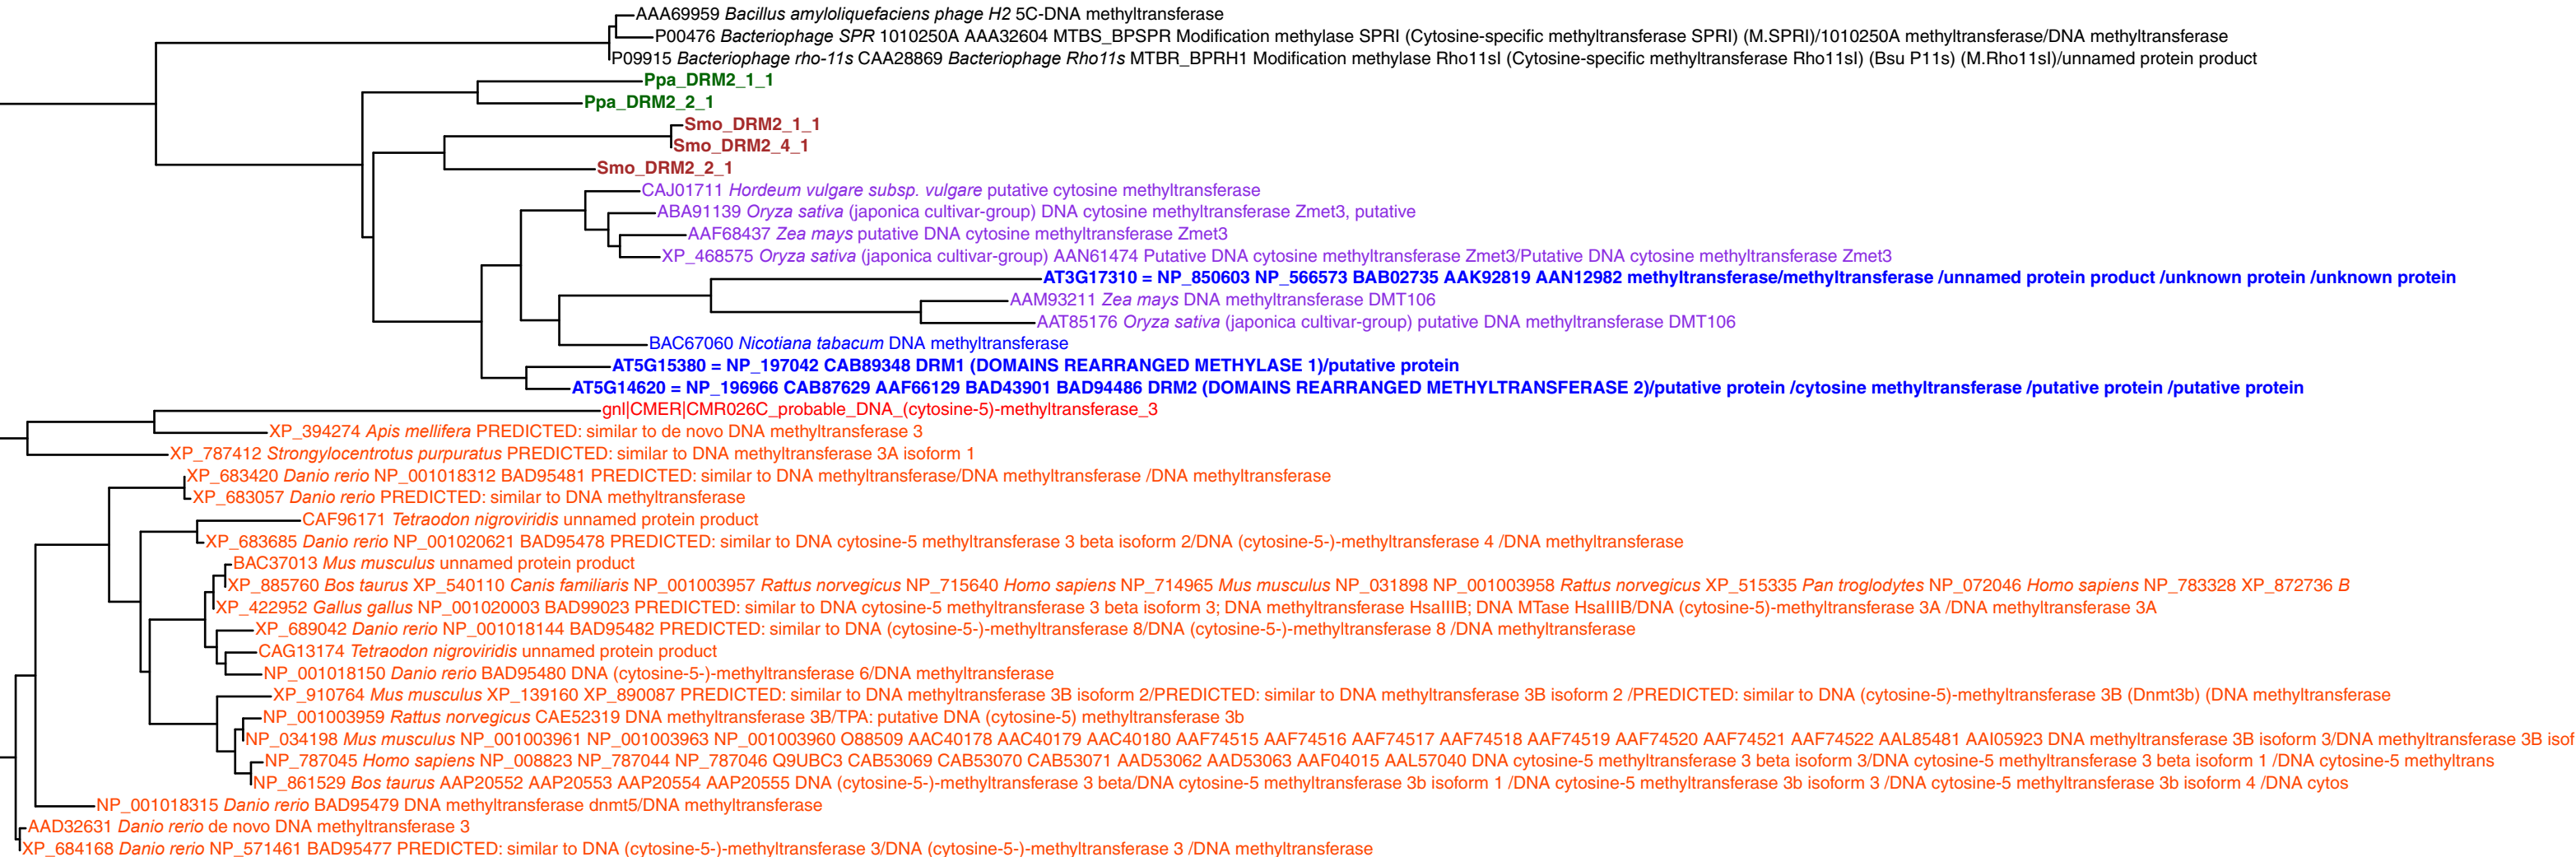 AAA69959 Bacillus amyloliquefaciens phage H2 5C-DNA methyltransferase
P00476 Bacteriophage SPR 1010250A AAA32604 MTBS_BPSPR Modification methylase SPRI (Cytosine-specific methyltransferase SPRI) (M.SPRI)/1010250A methyltransferase/DNA methyltransferase
P09915 Bacteriophage rho-11s CAA28869 Bacteriophage Rho11s MTBR_BPRH1 Modification methylase Rho11sI (Cytosine-specific methyltransferase Rho11sI) (Bsu P11s) (M.Rho11sI)/unnamed protein product
Ppa_DRM2_1_1
Ppa_DRM2_2_1
Smo_DRM2_1_1
Smo_DRM2_4_1
Smo_DRM2_2_1
CAJ01711 Hordeum vulgare subsp. vulgare putative cytosine methyltransferase
ABA91139 Oryza sativa (japonica cultivar-group) DNA cytosine methyltransferase Zmet3, putative
AAF68437 Zea mays putative DNA cytosine methyltransferase Zmet3
XP_468575 Oryza sativa (japonica cultivar-group) AAN61474 Putative DNA cytosine methyltransferase Zmet3/Putative DNA cytosine methyltransferase Zmet3
AT3G17310 = NP_850603 NP_566573 BAB02735 AAK92819 AAN12982 methyltransferase/methyltransferase /unnamed protein product /unknown protein /unknown protein
AAM93211 Zea mays DNA methyltransferase DMT106
AAT85176 Oryza sativa (japonica cultivar-group) putative DNA methyltransferase DMT106
BAC67060 Nicotiana tabacum DNA methyltransferase
AT5G15380 = NP_197042 CAB89348 DRM1 (DOMAINS REARRANGED METHYLASE 1)/putative protein
AT5G14620 = NP_196966 CAB87629 AAF66129 BAD43901 BAD94486 DRM2 (DOMAINS REARRANGED METHYLTRANSFERASE 2)/putative protein /cytosine methyltransferase /putative protein /putative protein
gnl|CMER|CMR026C_probable_DNA_(cytosine-5)-methyltransferase_3
XP_394274 Apis mellifera PREDICTED: similar to de novo DNA methyltransferase 3
XP_787412 Strongylocentrotus purpuratus PREDICTED: similar to DNA methyltransferase 3A isoform 1
XP_683420 Danio rerio NP_001018312 BAD95481 PREDICTED: similar to DNA methyltransferase/DNA methyltransferase /DNA methyltransferase
XP_683057 Danio rerio PREDICTED: similar to DNA methyltransferase
CAF96171 Tetraodon nigroviridis unnamed protein product
XP_683685 Danio rerio NP_001020621 BAD95478 PREDICTED: similar to DNA cytosine-5 methyltransferase 3 beta isoform 2/DNA (cytosine-5-)-methyltransferase 4 /DNA methyltransferase
BAC37013 Mus musculus unnamed protein product
XP_885760 Bos taurus XP_540110 Canis familiaris NP_001003957 Rattus norvegicus NP_715640 Homo sapiens NP_714965 Mus musculus NP_031898 NP_001003958 Rattus norvegicus XP_515335 Pan troglodytes NP_072046 Homo sapiens NP_783328 XP_872736 B
XP_422952 Gallus gallus NP_001020003 BAD99023 PREDICTED: similar to DNA cytosine-5 methyltransferase 3 beta isoform 3; DNA methyltransferase HsaIIIB; DNA MTase HsaIIIB/DNA (cytosine-5)-methyltransferase 3A /DNA methyltransferase 3A
XP_689042 Danio rerio NP_001018144 BAD95482 PREDICTED: similar to DNA (cytosine-5-)-methyltransferase 8/DNA (cytosine-5-)-methyltransferase 8 /DNA methyltransferase
CAG13174 Tetraodon nigroviridis unnamed protein product
NP_001018150 Danio rerio BAD95480 DNA (cytosine-5-)-methyltransferase 6/DNA methyltransferase
XP_910764 Mus musculus XP_139160 XP_890087 PREDICTED: similar to DNA methyltransferase 3B isoform 2/PREDICTED: similar to DNA methyltransferase 3B isoform 2 /PREDICTED: similar to DNA (cytosine-5)-methyltransferase 3B (Dnmt3b) (DNA methyltransferase
NP_001003959 Rattus norvegicus CAE52319 DNA methyltransferase 3B/TPA: putative DNA (cytosine-5) methyltransferase 3b
NP_034198 Mus musculus NP_001003961 NP_001003963 NP_001003960 O88509 AAC40178 AAC40179 AAC40180 AAF74515 AAF74516 AAF74517 AAF74518 AAF74519 AAF74520 AAF74521 AAF74522 AAL85481 AAI05923 DNA methyltransferase 3B isoform 3/DNA methyltransferase 3B isof
NP_787045 Homo sapiens NP_008823 NP_787044 NP_787046 Q9UBC3 CAB53069 CAB53070 CAB53071 AAD53062 AAD53063 AAF04015 AAL57040 DNA cytosine-5 methyltransferase 3 beta isoform 3/DNA cytosine-5 methyltransferase 3 beta isoform 1 /DNA cytosine-5 methyltrans
NP_861529 Bos taurus AAP20552 AAP20553 AAP20554 AAP20555 DNA (cytosine-5-)-methyltransferase 3 beta/DNA cytosine-5 methyltransferase 3b isoform 1 /DNA cytosine-5 methyltransferase 3b isoform 3 /DNA cytosine-5 methyltransferase 3b isoform 4 /DNA cytos
NP_001018315 Danio rerio BAD95479 DNA methyltransferase dnmt5/DNA methyltransferase
AAD32631 Danio rerio de novo DNA methyltransferase 3
XP_684168 Danio rerio NP_571461 BAD95477 PREDICTED: similar to DNA (cytosine-5-)-methyltransferase 3/DNA (cytosine-5-)-methyltransferase 3 /DNA methyltransferase